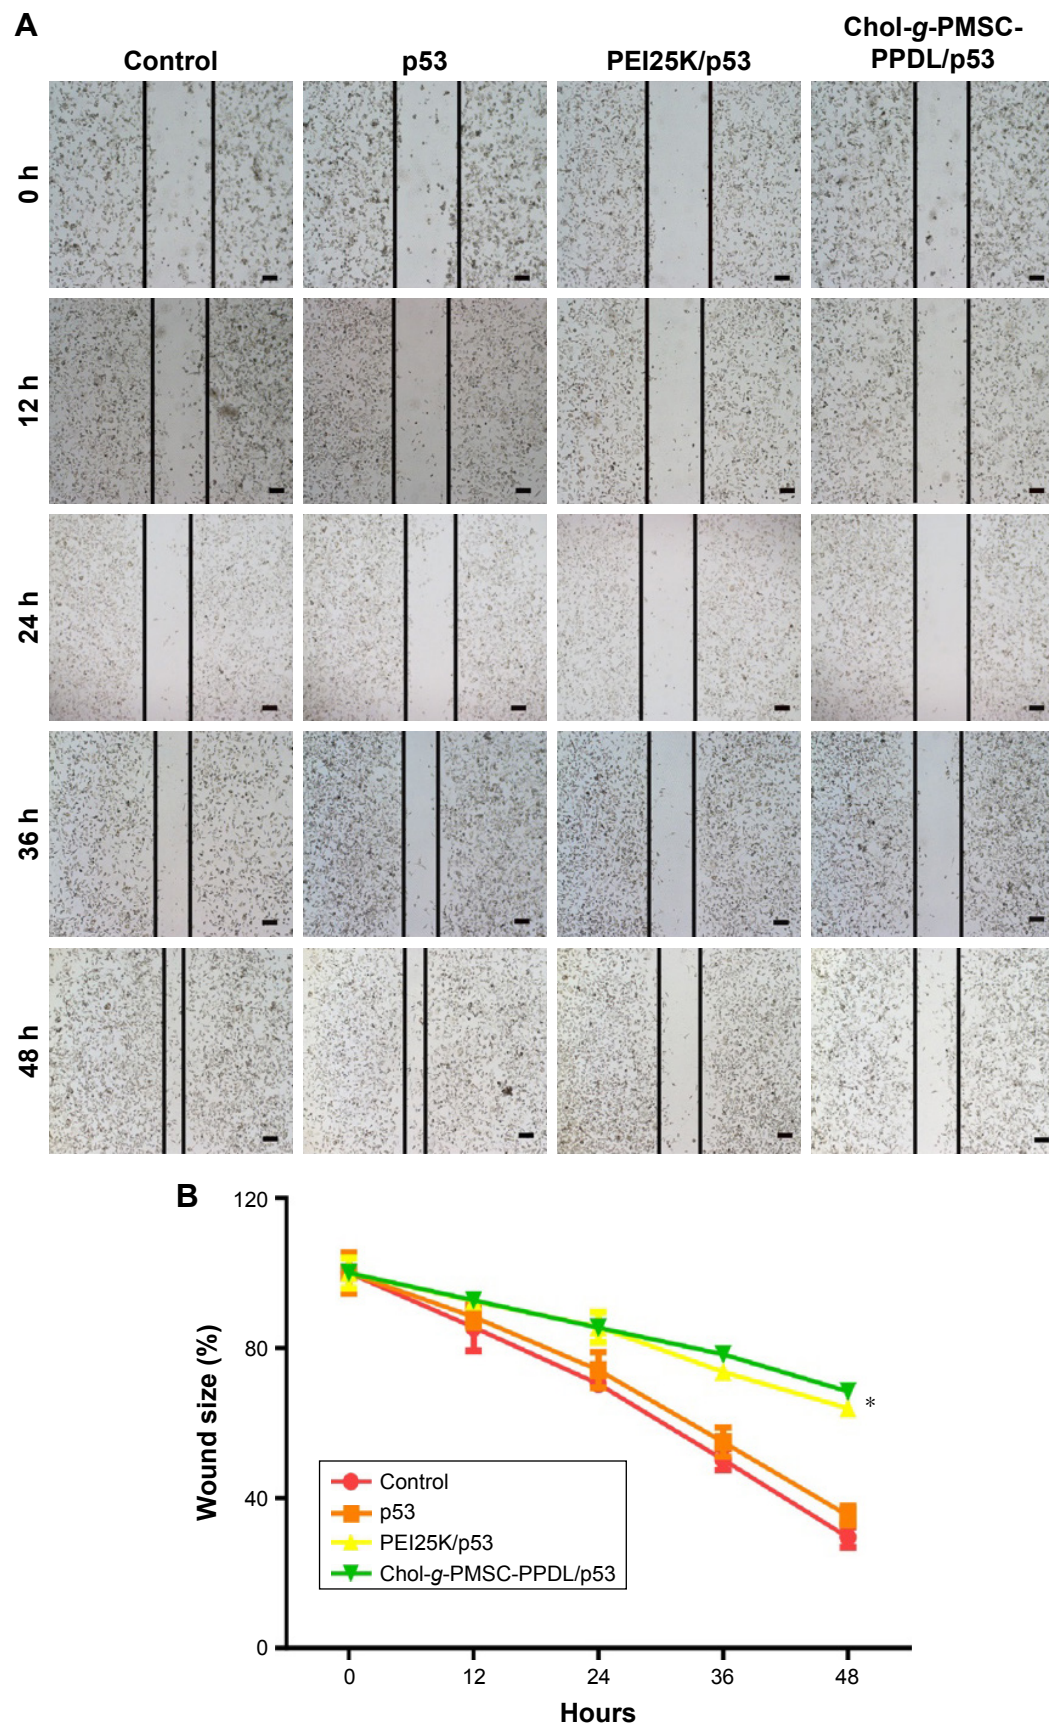 A
Control
p53
PEI25K/p53
Chol-g-PMSC-
PPDL/p53
0 h
12 h
24 h
36 h
48 h
B
120
80
40
0
Wound size (%)
*
Control
p53
PEI25K/p53
Chol-g-PMSC-PPDL/p53
0
12
24
36
48
Hours